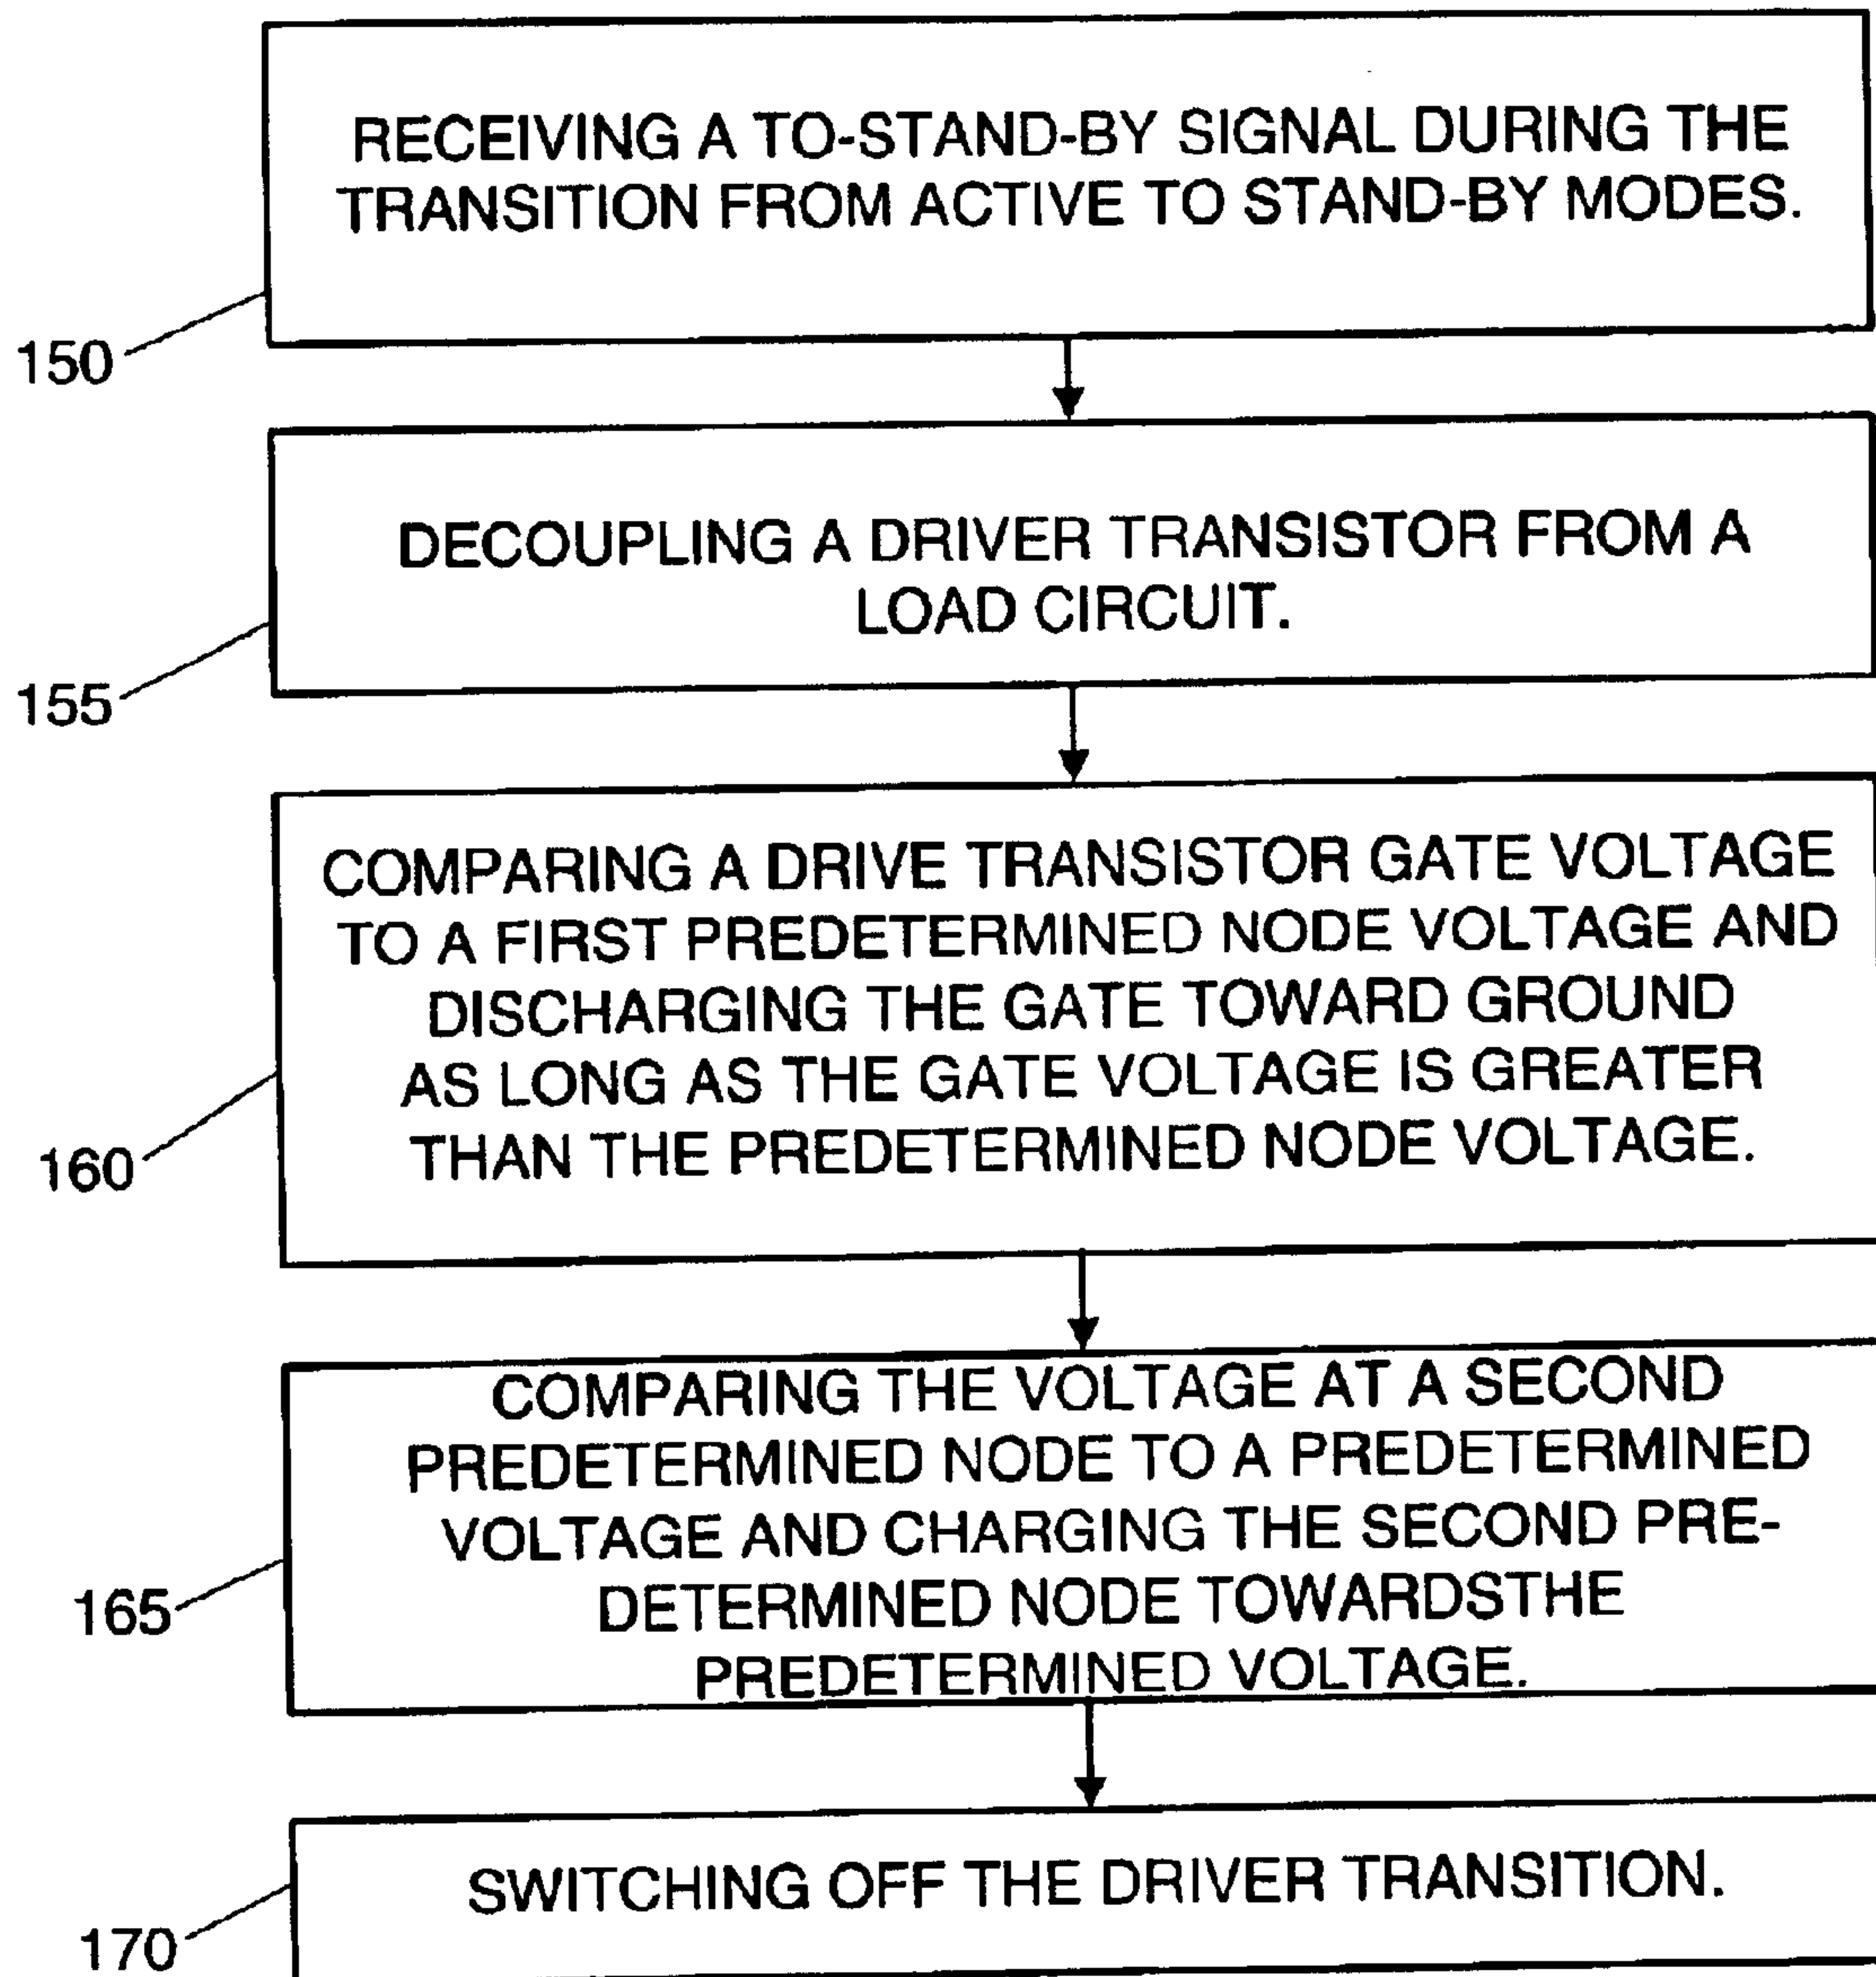 RECEIVING A TO-STAND-BY SIGNAL DURING THE
TRANSITION FROM ACTIVE TO STAND-BY MODES.
150
DECOUPLING A DRIVER TRANSISTOR FROM A
LOAD CIRCUIT.
155
COMPARING A DRIVE TRANSISTOR GATE VOLTAGE
TO A FIRST PREDETERMINED NODE VOLTAGE AND
DISCHARGING THE GATE TOWARD GROUND
AS LONG AS THE GATE VOLTAGE IS GREATER
THAN THE PREDETERMINED NODE VOLTAGE.
160
COMPARING THE VOLTAGE AT A SECOND
PREDETERMINED NODE TO A PREDETERMINED
VOLTAGE AND CHARGING THE SECOND PRE-
DETERMINED NODE TOWARDSTHE
PREDETERMINED VOLTAGE.
165
SWITCHING OFF THE DRIVER TRANSITION.
170